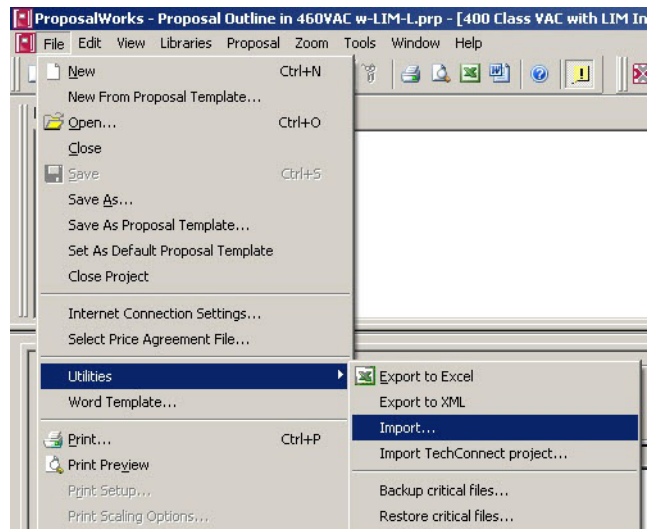 ProposalWorks - Proposal Outline in 460VAC w-LIM-L.prp - [400 Class VAC with LIM In
File Edit View Libraries Proposal Zoom Tools Window Help
New Ctrl+N
New From Proposal Template...
Open... Ctrl+O
Close
Save Ctrl+S
Save As...
Save As Proposal Template...
Set As Default Proposal Template
Close Project
Internet Connection Settings...
Select Price Agreement File...
Utilities
Export to Excel
Word Template...
Export to XML
Import...
Print... Ctrl+P
Import TechConnect project...
Print Preview
Print Setup...
Backup critical files...
Print Scaling Options...
Restore critical files...